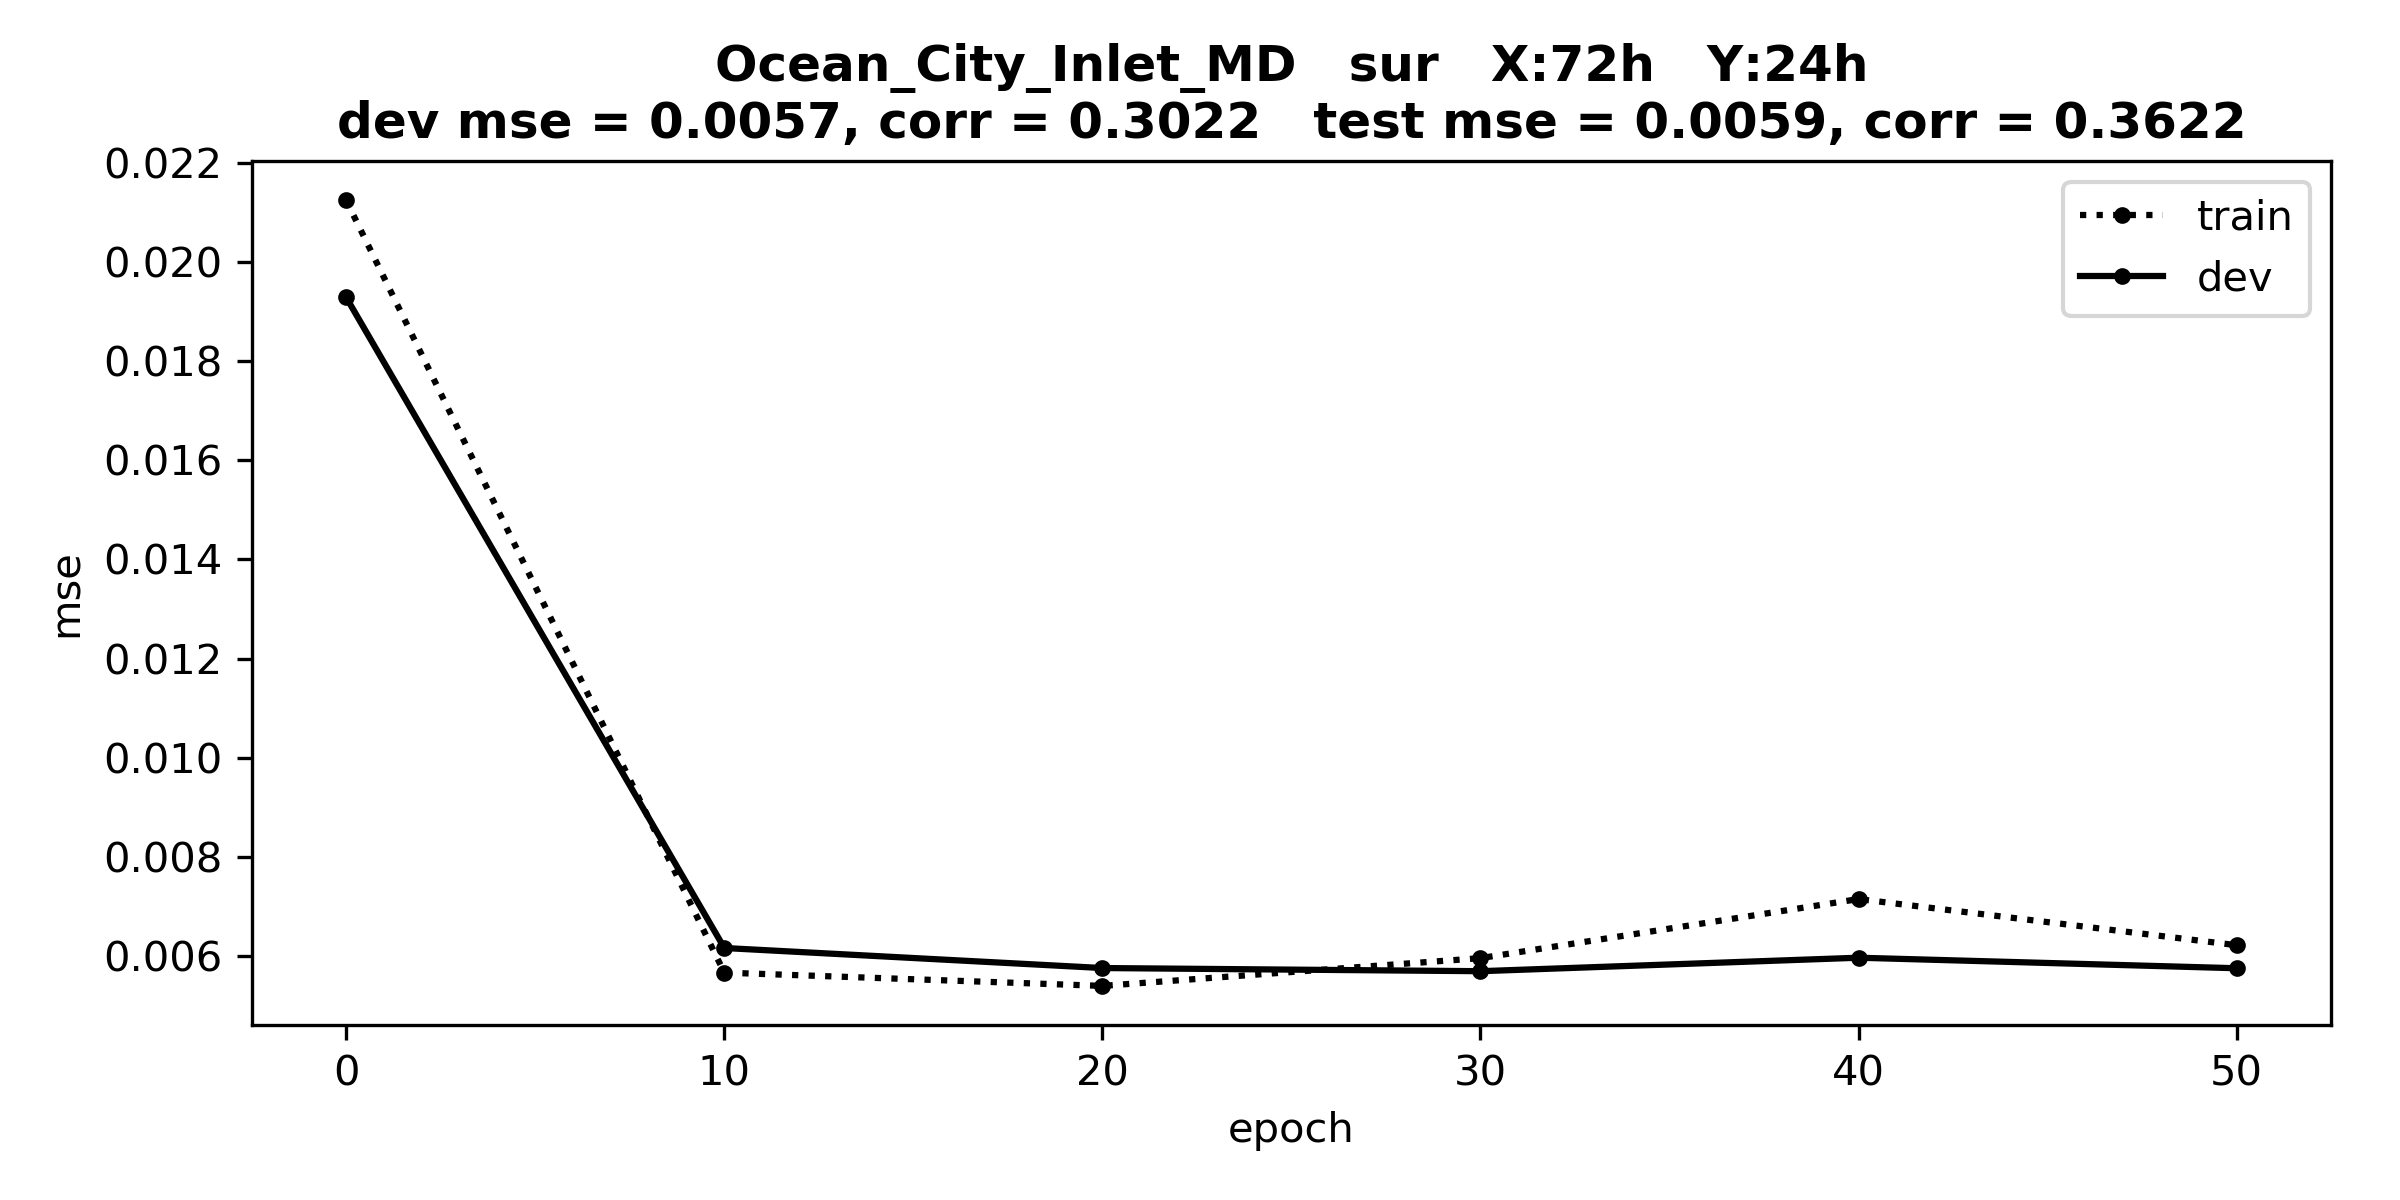 Ocean_City_Inlet_MD sur X:72h Y:24h
dev mse = 0.0057, corr = 0.3022 test mse = 0.0059, corr = 0.3622
0.022
0.020
0.018
0.016
0.014
0.012
0.010
0.008
0.006
mse
train
dev
0 10 20 30 40 50
epoch